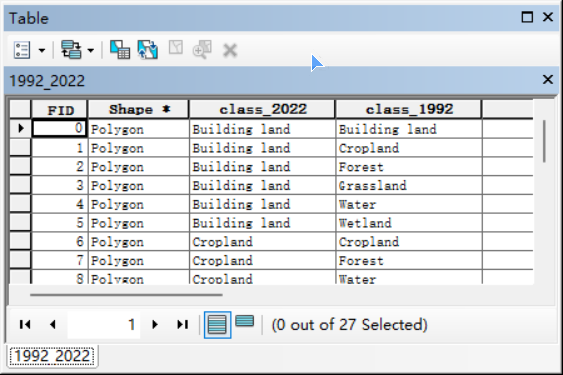 Table
1992_2022
FID Shape * class_2022 class_1992
0 Polygon Building land Building land
1 Polygon Building land Cropland
2 Polygon Building land Forest
3 Polygon Building land Grassland
4 Polygon Building land Water
5 Polygon Building land Wetland
6 Polygon Cropland Cropland
7 Polygon Cropland Forest
8 Polygon Cropland Water
1 (0 out of 27 Selected)
1992_2022